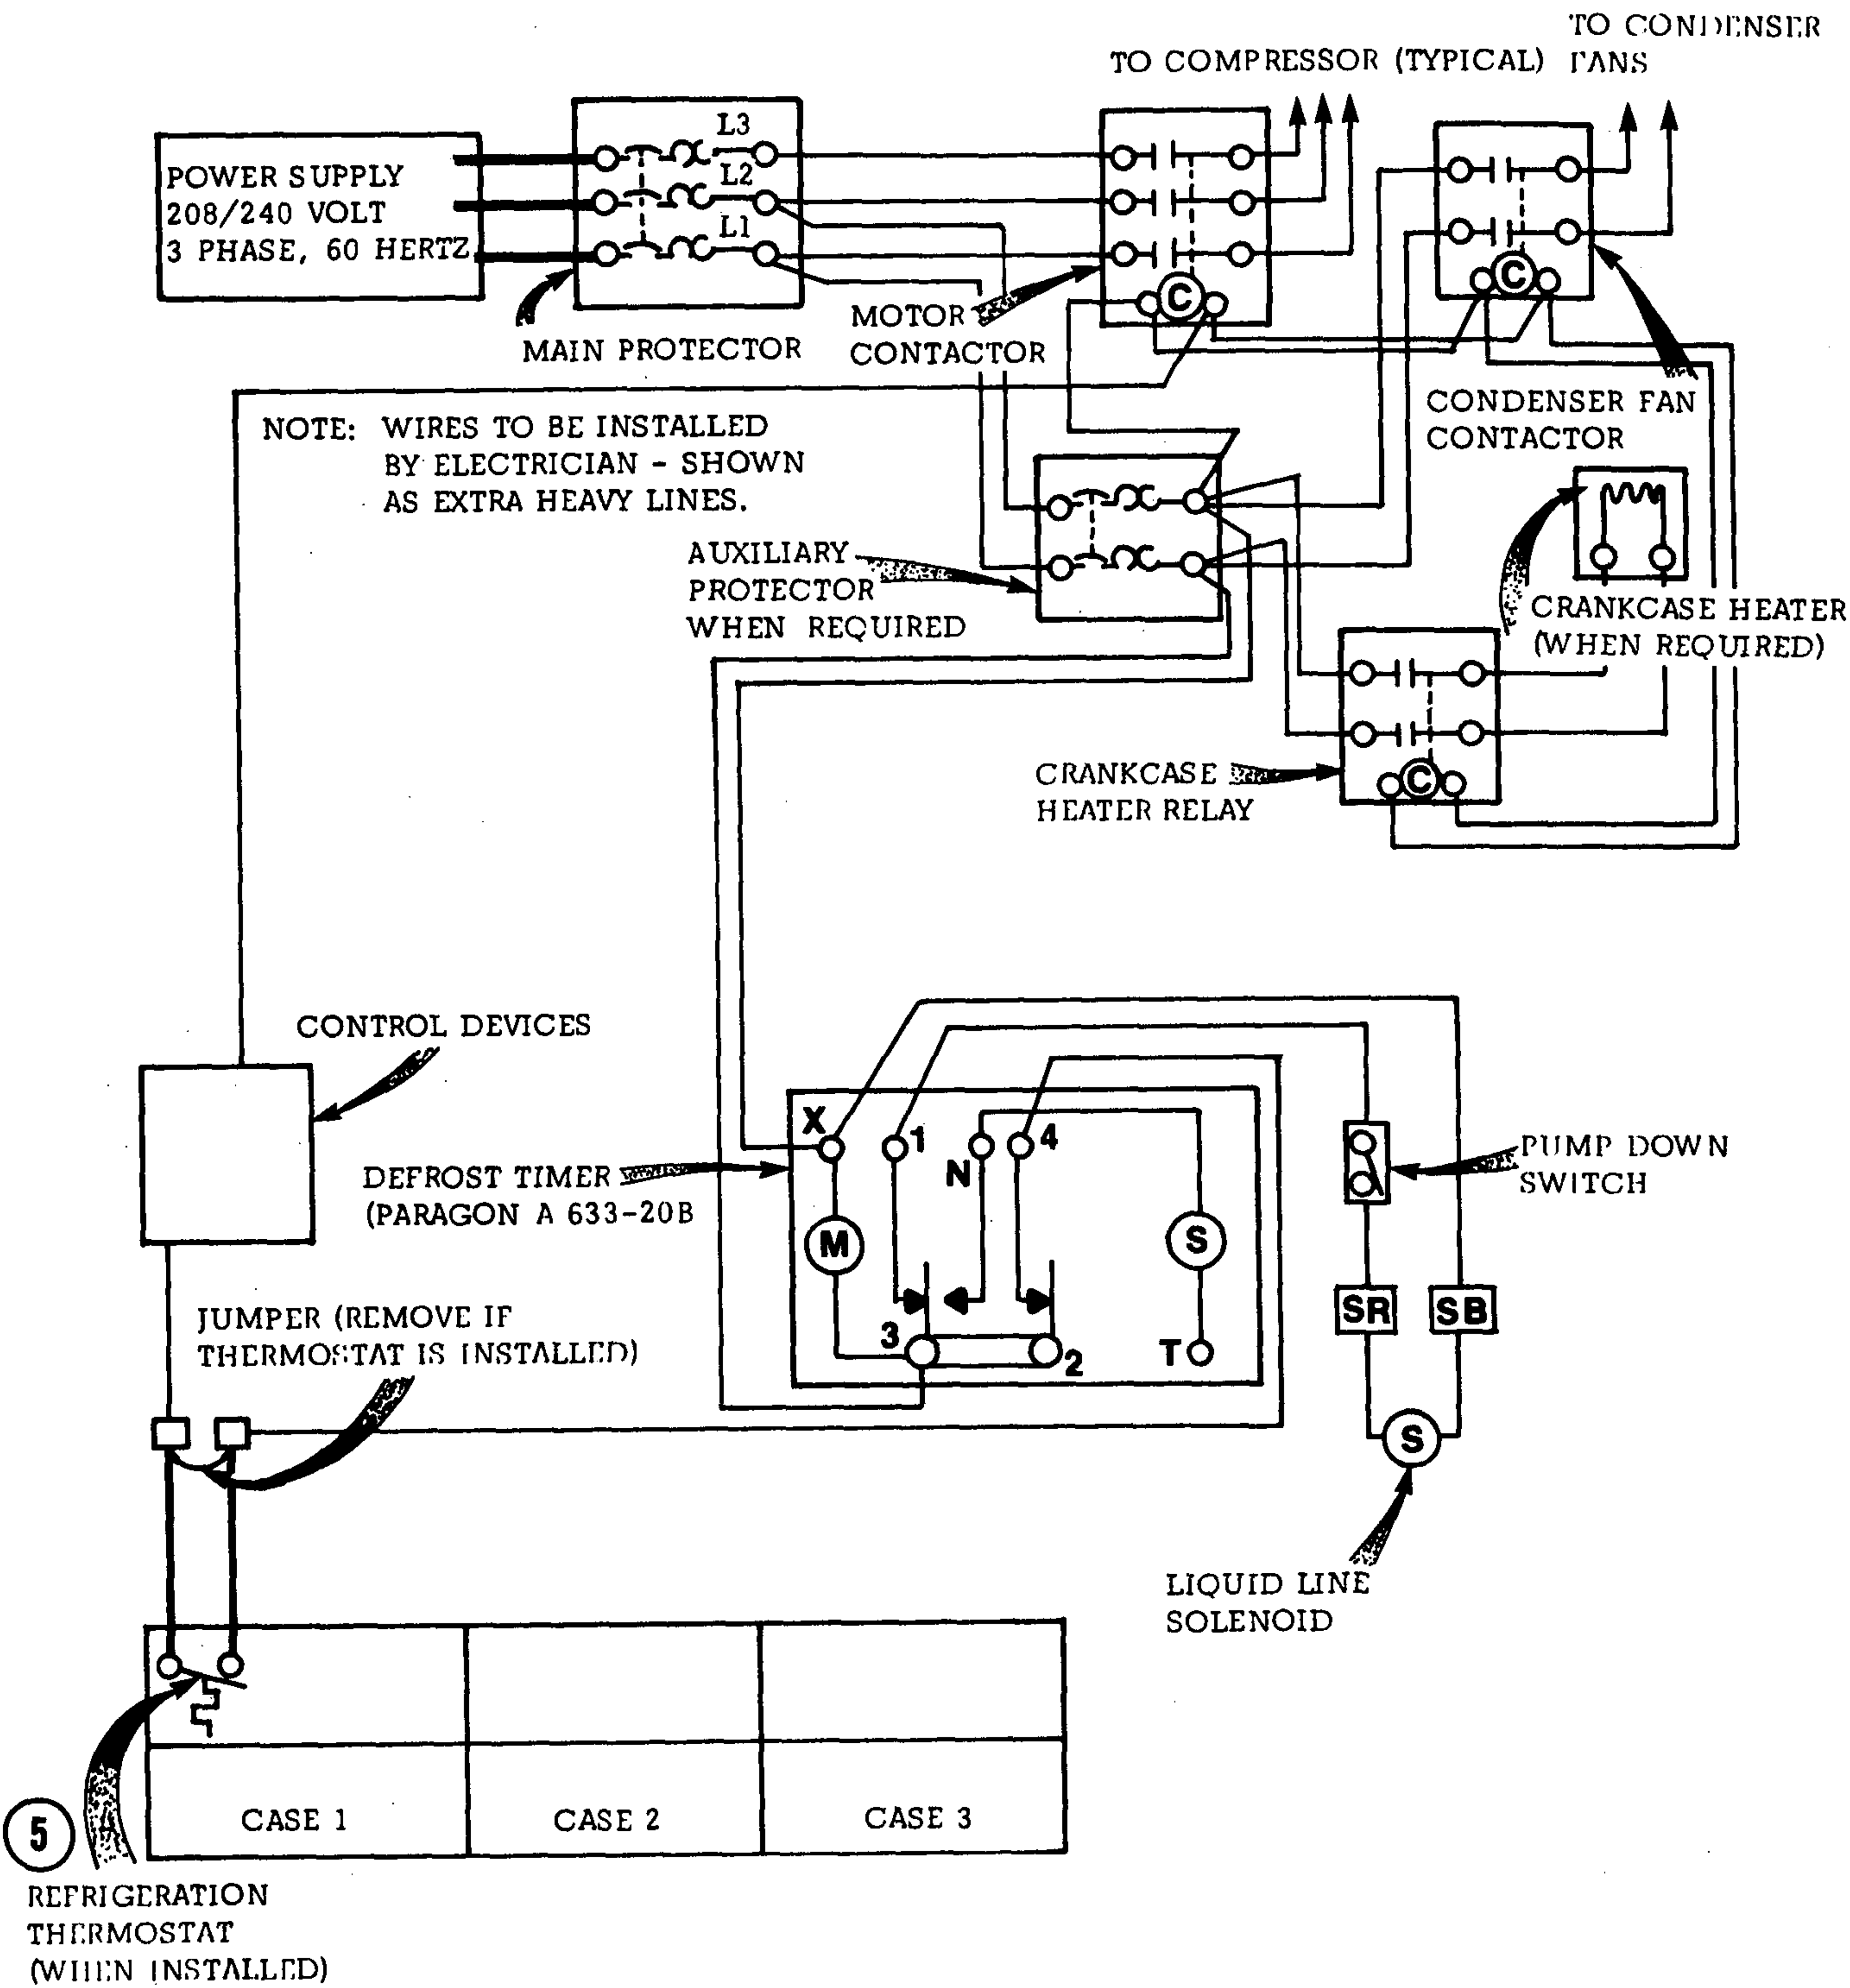 TO CONDENSER
TO COMPRESSOR (TYPICAL) FANS
L3
L2
L1
POWER SUPPLY
208/240 VOLT
3 PHASE, 60 HERTZ
C
C
MAIN PROTECTOR
MOTOR
CONTACTOR
CONDENSER FAN
CONTACTOR
NOTE: WIRES TO BE INSTALLED
BY ELECTRICIAN - SHOWN
AS EXTRA HEAVY LINES.
AUXILIARY
PROTECTOR
WHEN REQUIRED
CRANKCASE HEATER
(WHEN REQUIRED)
CRANKCASE
HEATER RELAY
C
CONTROL DEVICES
X
1
N
4
DEFROST TIMER
(PARAGON A 633-20B
PUMP DOWN
SWITCH
M
S
3
2
T
SR
SB
JUMPER (REMOVE IF
THERMOSTAT IS INSTALLED)
S
LIQUID LINE
SOLENOID
CASE 1
CASE 2
CASE 3
5
REFRIGERATION
THERMOSTAT
(WHEN INSTALLED)